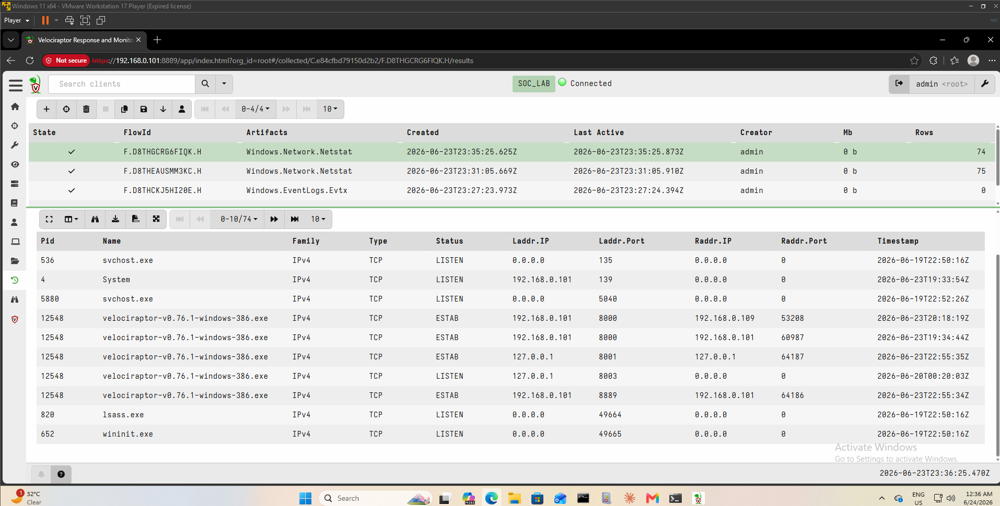 Windows 11 x64 - VMware Workstation 17 Player (Expired license)
Player
Velociraptor Response and Monito
Not secure https://192.168.0.101:8889/app/index.html?org_id=root#/collected/C.e84cfbd79150d2b2/F.D8THGCRG6FIQK.H/results
Search clients SOC_LAB Connected admin <root>
0-4/4 10
State FlowId Artifacts Created Last Active Creator Mb Rows
F.D8THGCRG6FIQK.H Windows.Network.Netstat 2026-06-23T23:35:25.625Z 2026-06-23T23:35:25.873Z admin 0 b 74
F.D8THEAUSMM3KC.H Windows.Network.Netstat 2026-06-23T23:31:05.669Z 2026-06-23T23:31:05.910Z admin 0 b 75
F.D8THCKJ5HI20E.H Windows.EventLogs.Evtx 2026-06-23T23:27:23.973Z 2026-06-23T23:27:24.394Z admin 0 b 0
CSV 0-10/74 10
Pid Name Family Type Status Laddr.IP Laddr.Port Raddr.IP Raddr.Port Timestamp
536 svchost.exe IPv4 TCP LISTEN 0.0.0.0 135 0.0.0.0 0 2026-06-19T22:50:16Z
4 System IPv4 TCP LISTEN 192.168.0.101 139 0.0.0.0 0 2026-06-23T19:33:54Z
5880 svchost.exe IPv4 TCP LISTEN 0.0.0.0 5040 0.0.0.0 0 2026-06-19T22:52:26Z
12548 velociraptor-v0.76.1-windows-386.exe IPv4 TCP ESTAB 192.168.0.101 8000 192.168.0.109 53208 2026-06-23T20:18:19Z
12548 velociraptor-v0.76.1-windows-386.exe IPv4 TCP ESTAB 192.168.0.101 8000 192.168.0.101 60987 2026-06-23T19:34:44Z
12548 velociraptor-v0.76.1-windows-386.exe IPv4 TCP ESTAB 127.0.0.1 8001 127.0.0.1 64187 2026-06-23T22:55:35Z
12548 velociraptor-v0.76.1-windows-386.exe IPv4 TCP LISTEN 127.0.0.1 8003 0.0.0.0 0 2026-06-20T00:20:03Z
12548 velociraptor-v0.76.1-windows-386.exe IPv4 TCP ESTAB 192.168.0.101 8889 192.168.0.101 64186 2026-06-23T22:55:34Z
820 lsass.exe IPv4 TCP LISTEN 0.0.0.0 49664 0.0.0.0 0 2026-06-19T22:50:16Z
652 wininit.exe IPv4 TCP LISTEN 0.0.0.0 49665 0.0.0.0 0 2026-06-19T22:50:16Z
Activate Windows
Go to Settings to activate Windows.
2026-06-23T23:36:25.470Z
1 32°C
Clear
Search
M365
ENG
US
12:36 AM
6/24/2026